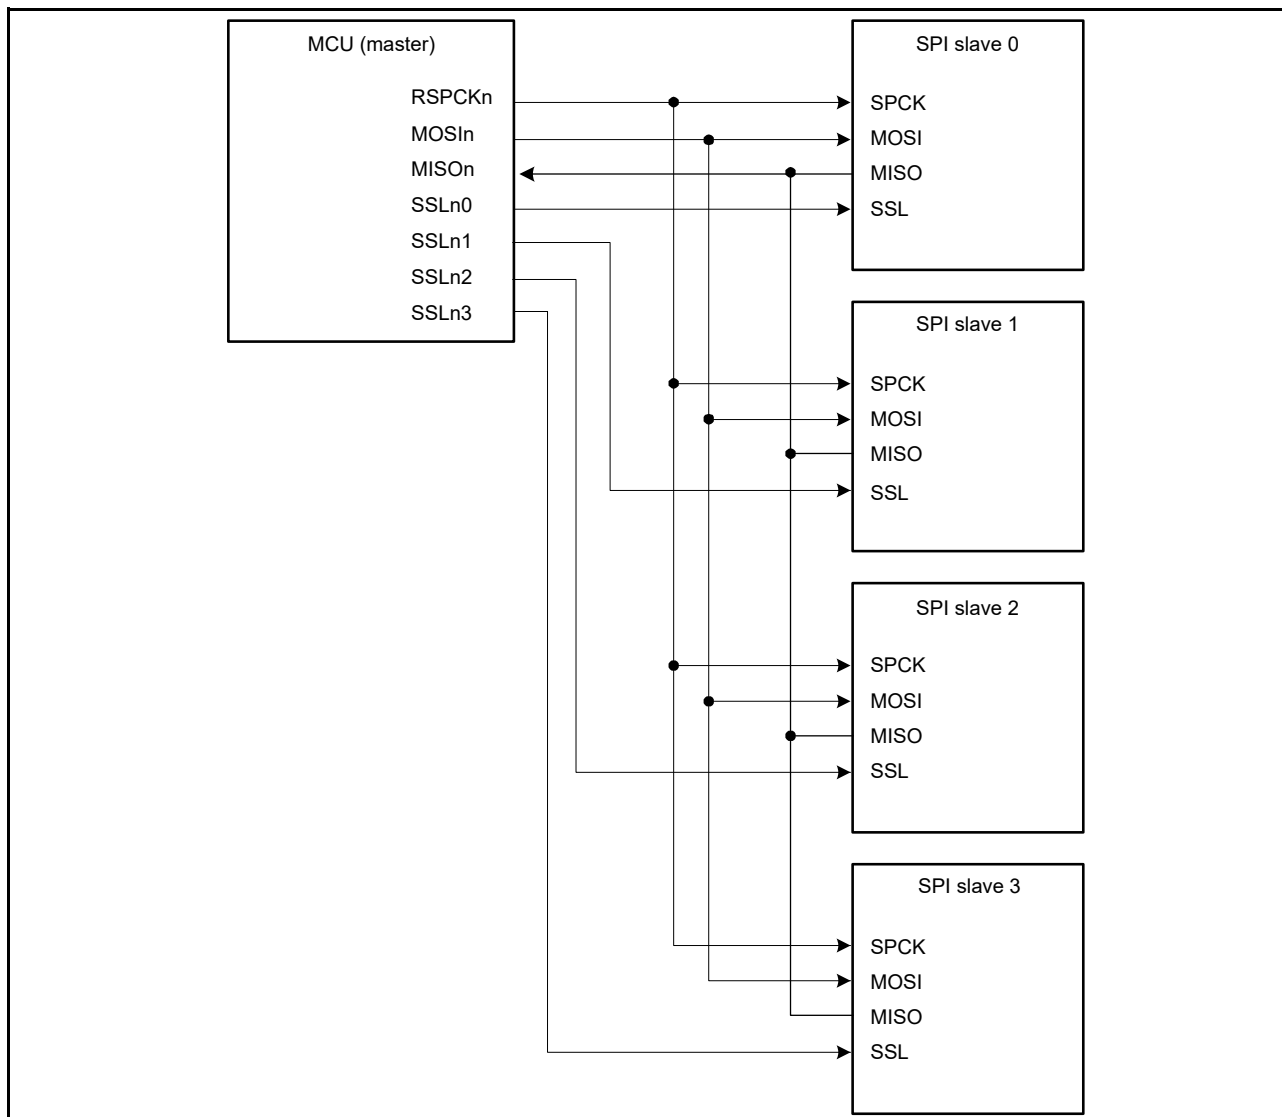 MCU (master)
RSPCKn
MOSIn
MISOn
SSLn0
SSLn1
SSLn2
SSLn3
SPI slave 0
SPCK
MOSI
MISO
SSL
SPI slave 1
SPCK
MOSI
MISO
SSL
SPI slave 2
SPCK
MOSI
MISO
SSL
SPI slave 3
SPCK
MOSI
MISO
SSL